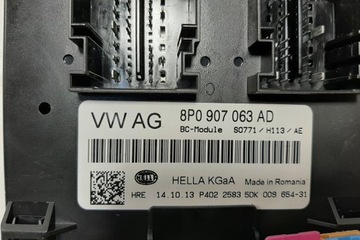 VW AG 8P0 907 063 AD
BC-Module S0771 / H113 / AE
HELLA
HELLA KGaA Made in Romania
HRE 14.10.13 P402 2583 5DK 009 654-31